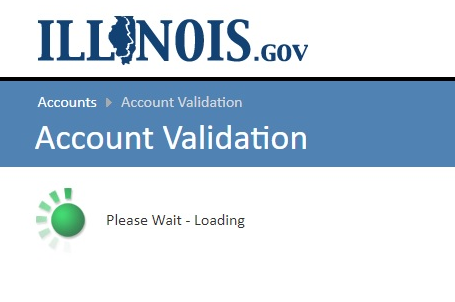 ILLINOIS.GOV
Accounts Account Validation
Account Validation
Please Wait - Loading